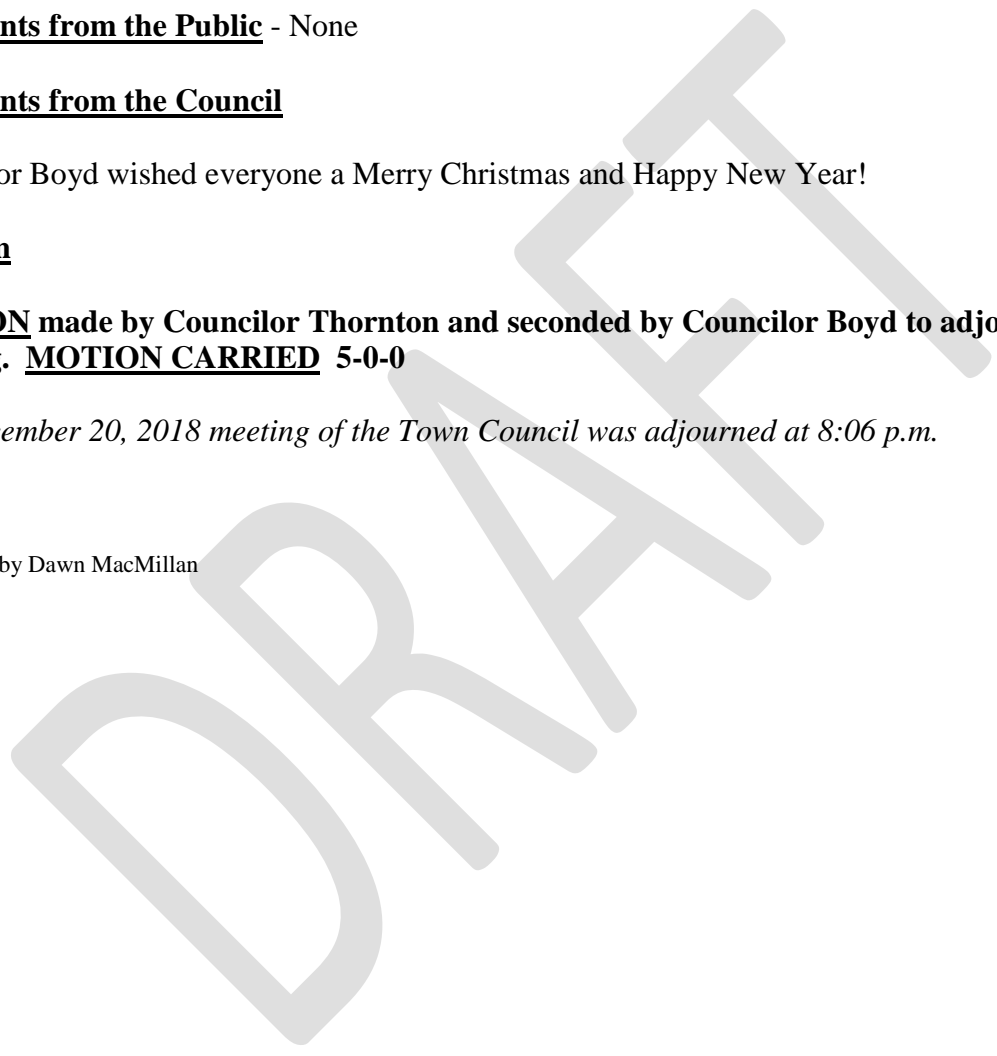 nts from the Public - None
nts from the Council
or Boyd wished everyone a Merry Christmas and Happy New Year!
n
ON made by Councilor Thornton and seconded by Councilor Boyd to adjo
. MOTION CARRIED 5-0-0
ember 20, 2018 meeting of the Town Council was adjourned at 8:06 p.m.
by Dawn MacMillan
DRAFT